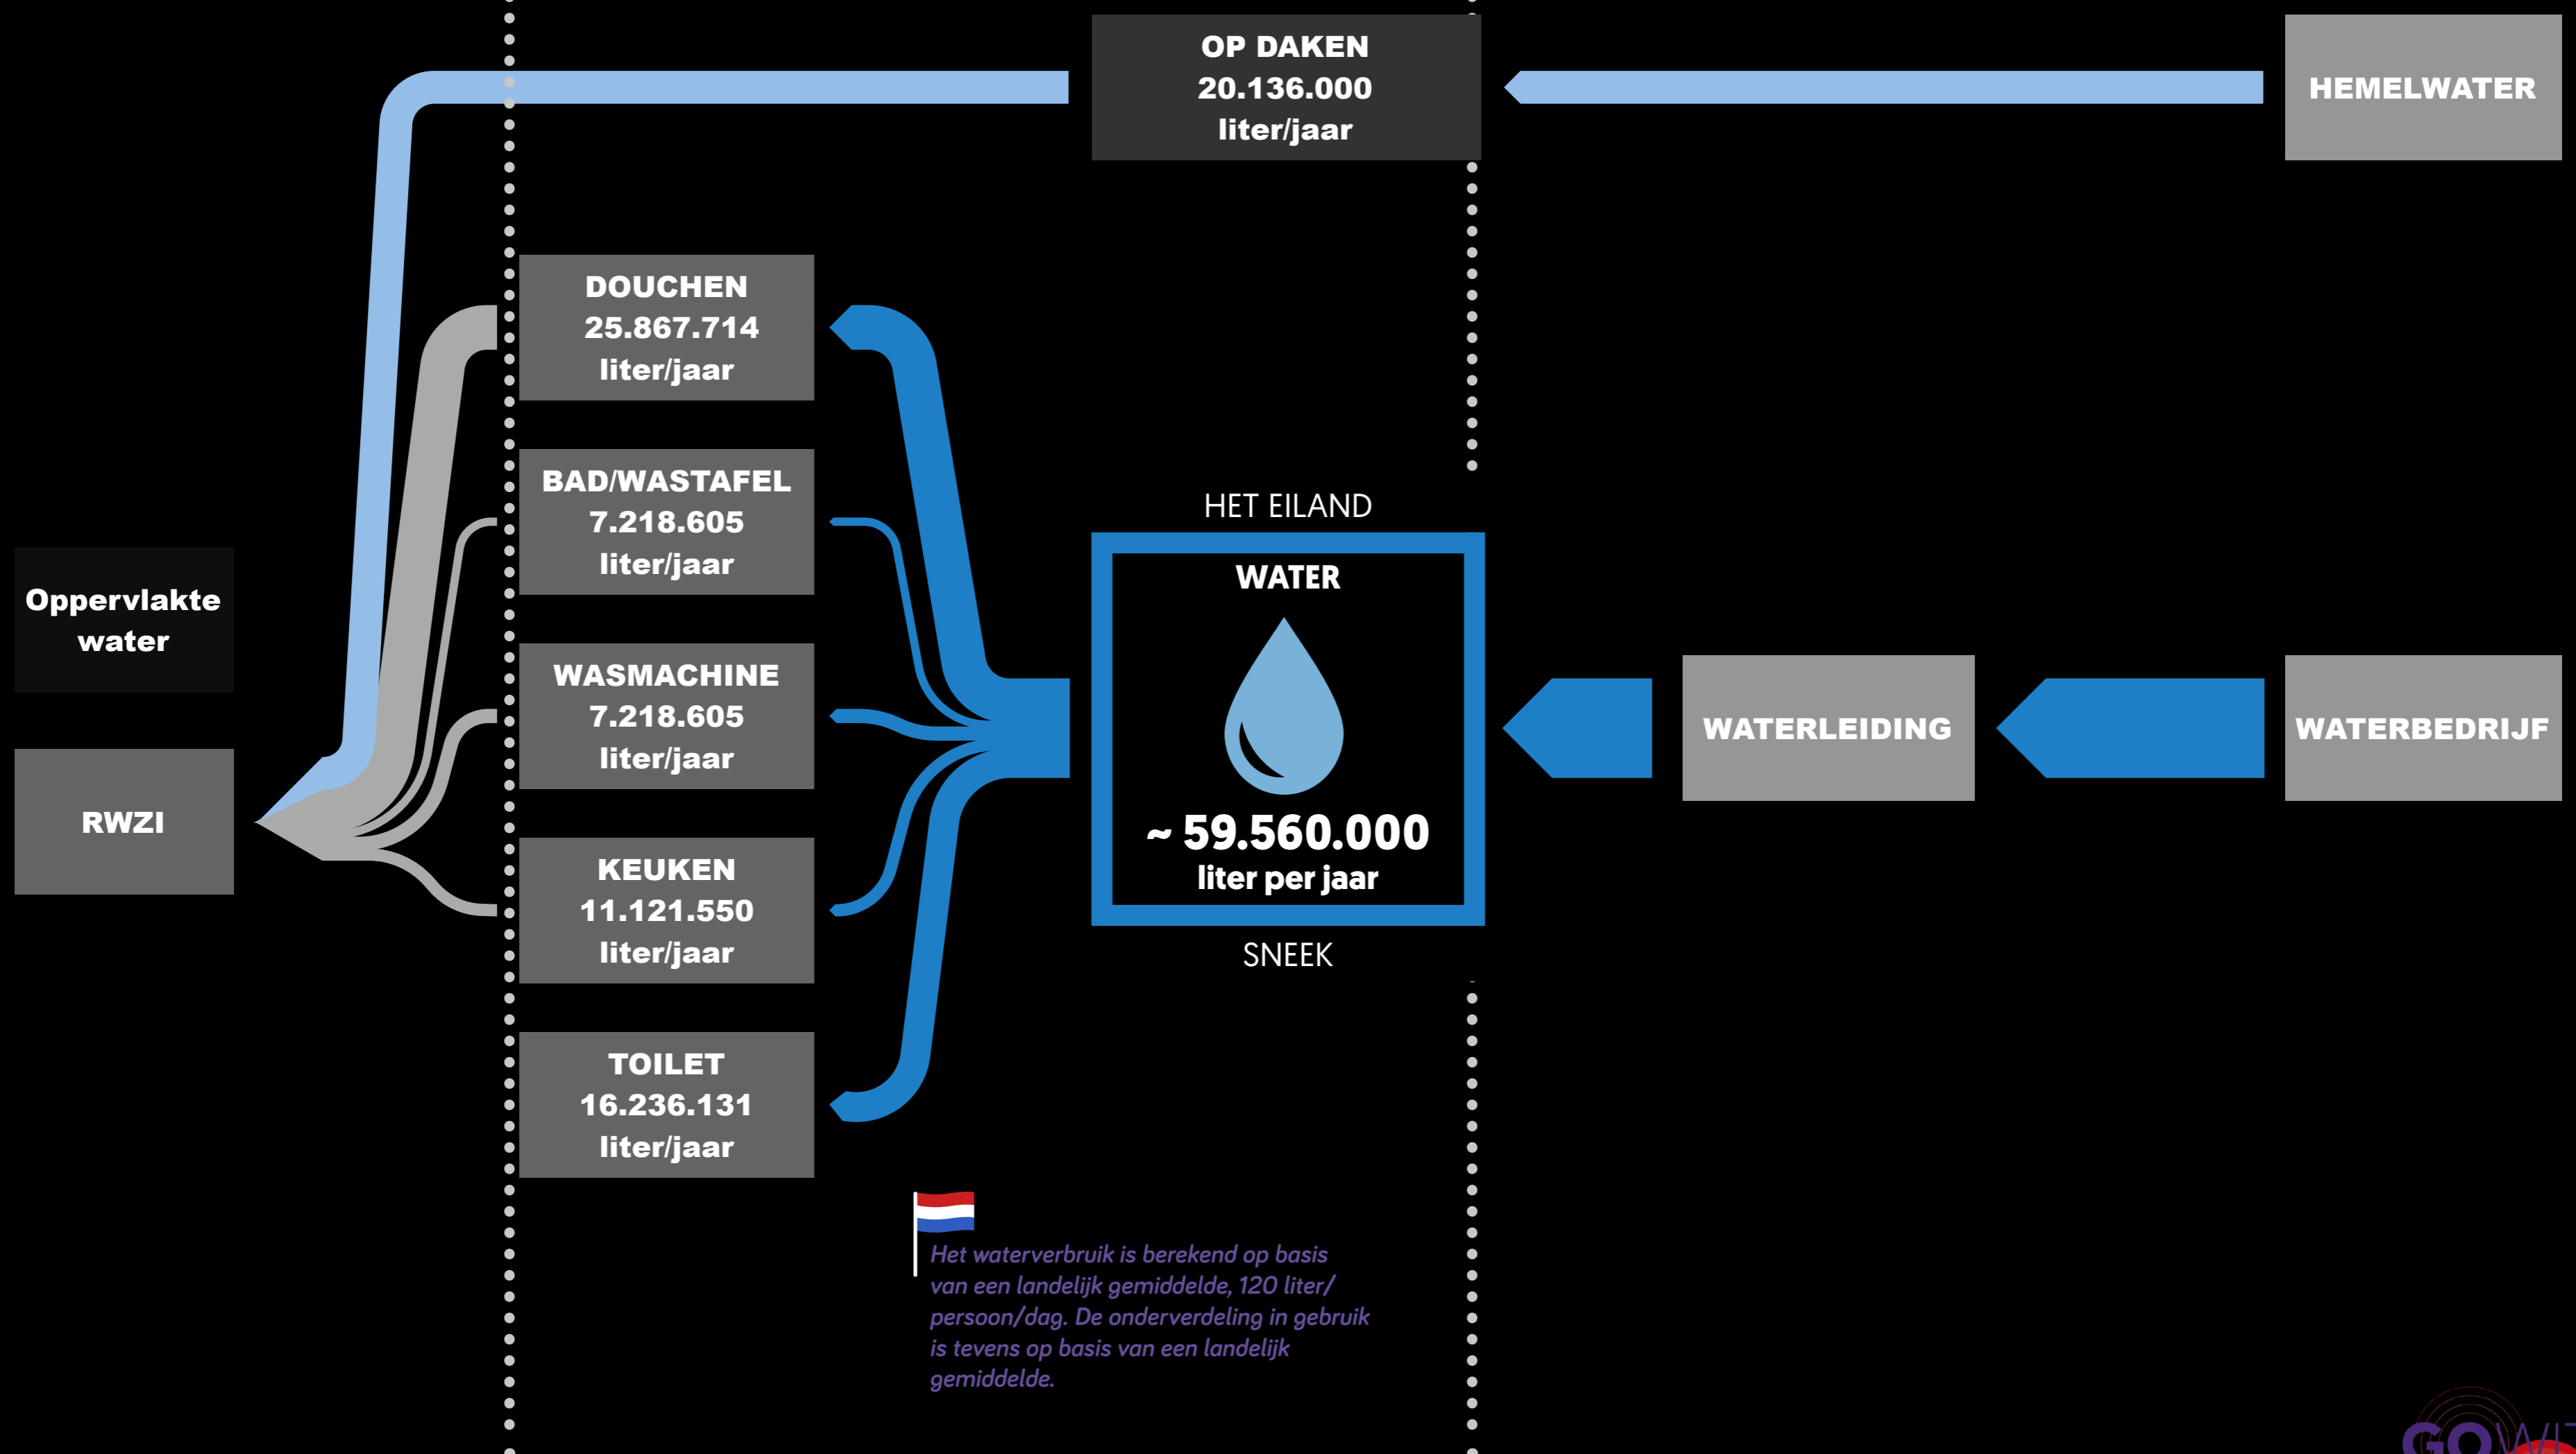 OP DAKEN
20.136.000
liter/jaar
HEMELWATER
DOUCHEN
25.867.714
liter/jaar
BAD/WASTAFEL
7.218.605
liter/jaar
WASMACHINE
7.218.605
liter/jaar
KEUKEN
11.121.550
liter/jaar
TOILET
16.236.131
liter/jaar
Oppervlakte
water
RWZI
HET EILAND
WATER
~ 59.560.000
liter per jaar
SNEEK
WATERLEIDING
WATERBEDRIJF
Het waterverbruik is berekend op basis
van een landelijk gemiddelde, 120 liter/
persoon/dag. De onderverdeling in gebruik
is tevens op basis van een landelijk
gemiddelde.